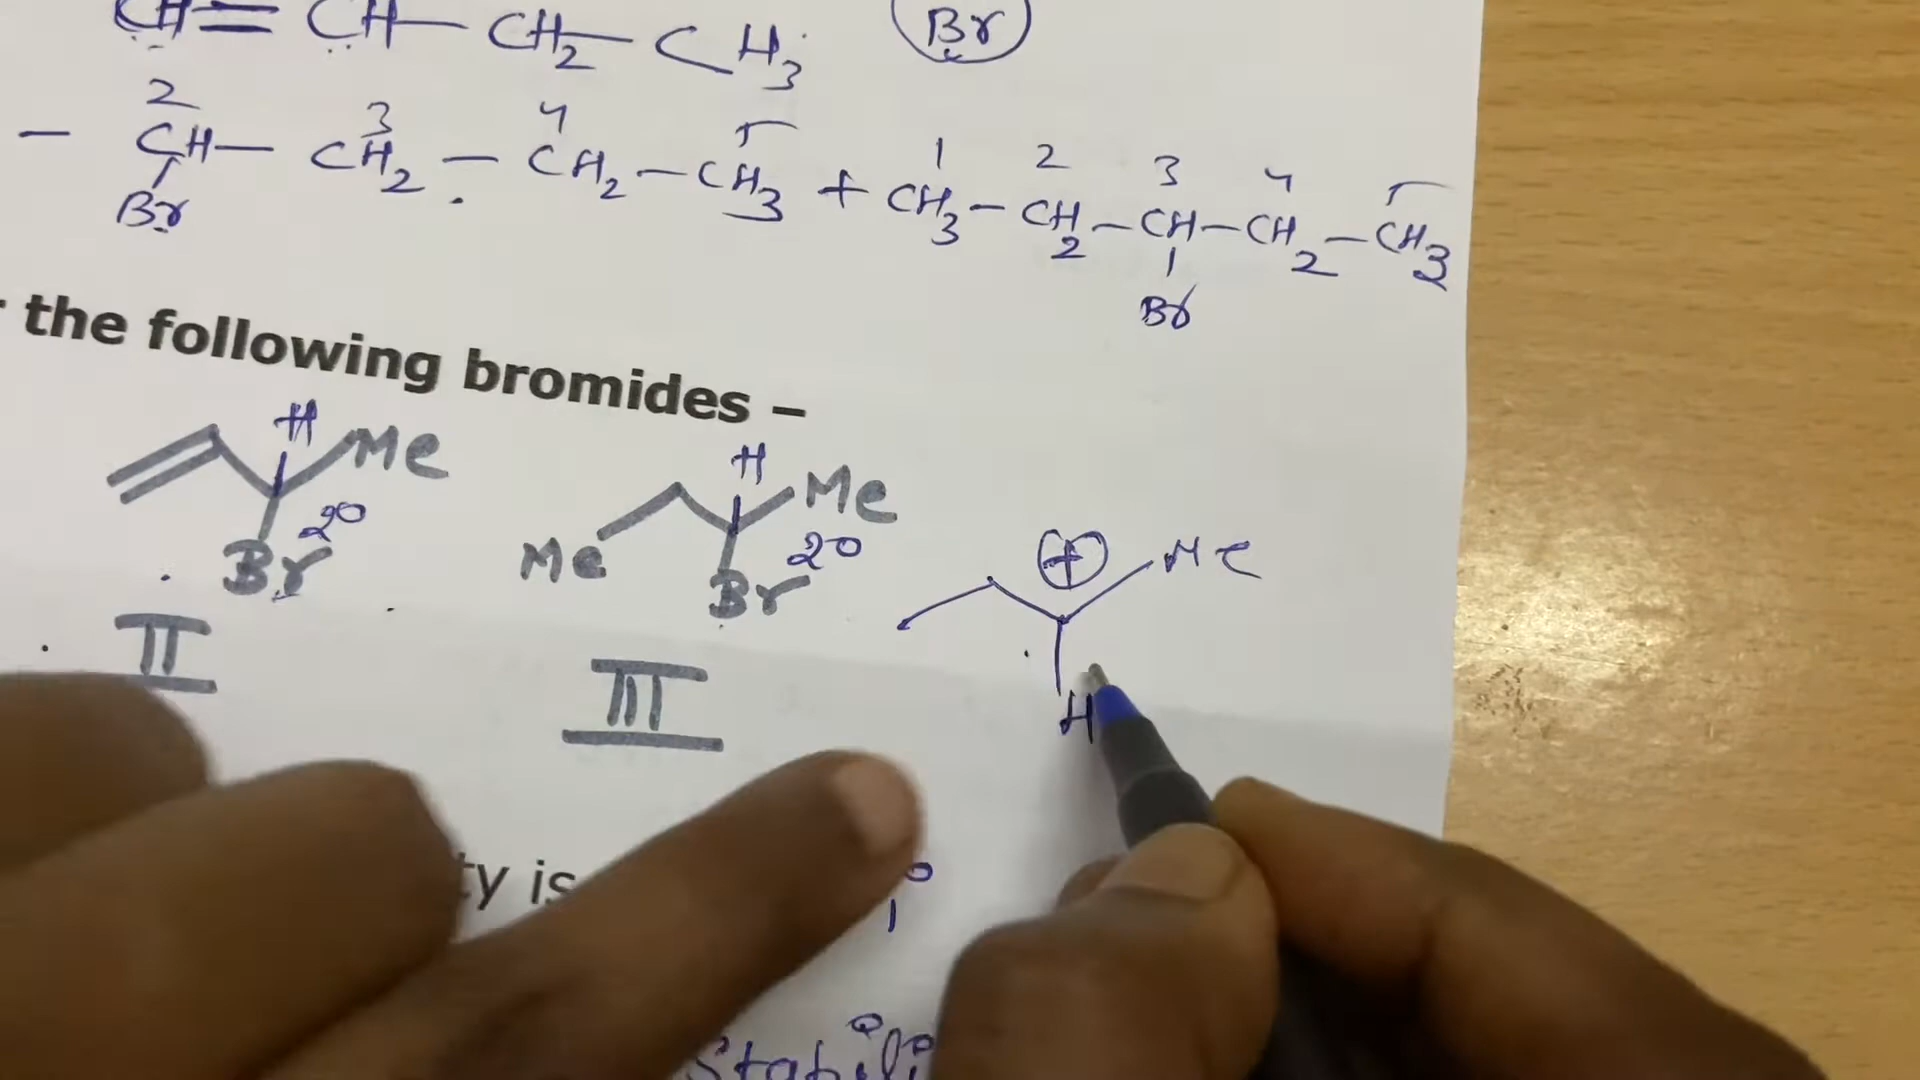 CH=CH-CH2-CH3 Br
2 3 4 5
-CH-CH2-CH2-CH3 + CH3-CH2-CH-CH2-CH3
Br
1 2 3 4 5
Br
the following bromides –
H Me
2°
Br
II
H Me
Me 2°
Br
III
⊕ Me
H
ty is
Stabili